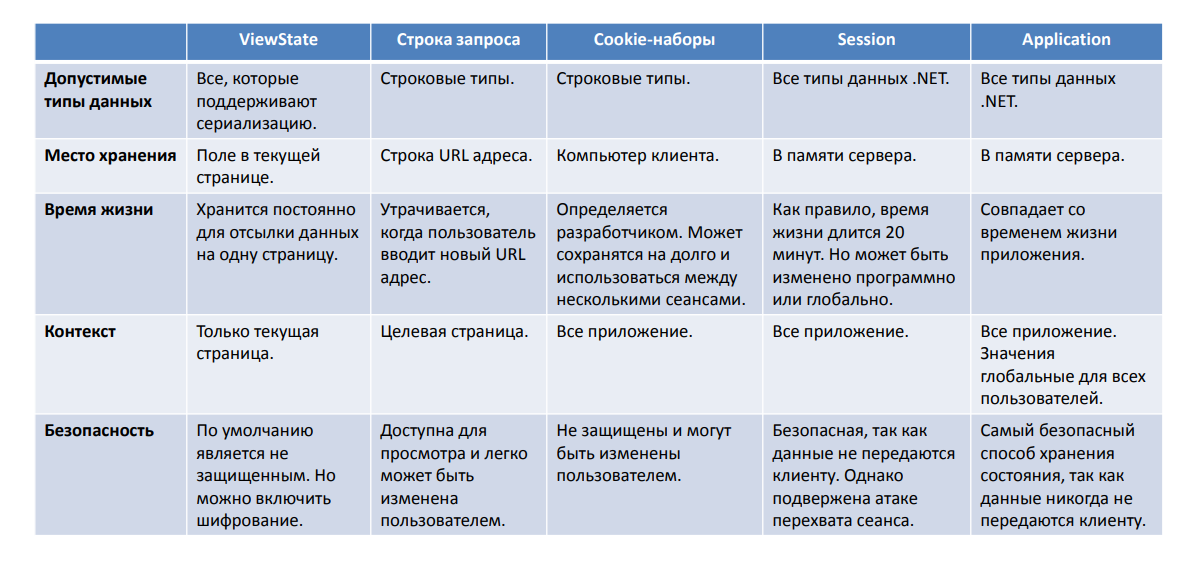 ViewState
Строка запроса
Cookie-наборы
Session
Application
Допустимые
типы данных
Все, которые
поддерживают
сериализацию.
Строковые типы.
Строковые типы.
Все типы данных .NET.
Все типы данных
.NET.
Место хранения
Поле в текущей
странице.
Строка URL адреса.
Компьютер клиента.
В памяти сервера.
В памяти сервера.
Время жизни
Хранится постоянно
для отсылки данных
на одну страницу.
Утрачивается,
когда пользователь
вводит новый URL
адрес.
Определяется
разработчиком. Может
сохранятся на долго и
использоваться между
несколькими сеансами.
Как правило, время
жизни длится 20
минут. Но может быть
изменено программно
или глобально.
Совпадает со
временем жизни
приложения.
Контекст
Только текущая
страница.
Целевая страница.
Все приложение.
Все приложение.
Все приложение.
Значения
глобальные для всех
пользователей.
Безопасность
По умолчанию
является не
защищенным. Но
можно включить
шифрование.
Доступна для
просмотра и легко
может быть
изменена
пользователем.
Не защищены и могут
быть изменены
пользователем.
Безопасная, так как
данные не передаются
клиенту. Однако
подвержена атаке
перехвата сеанса.
Самый безопасный
способ хранения
состояния, так как
данные никогда не
передаются клиенту.